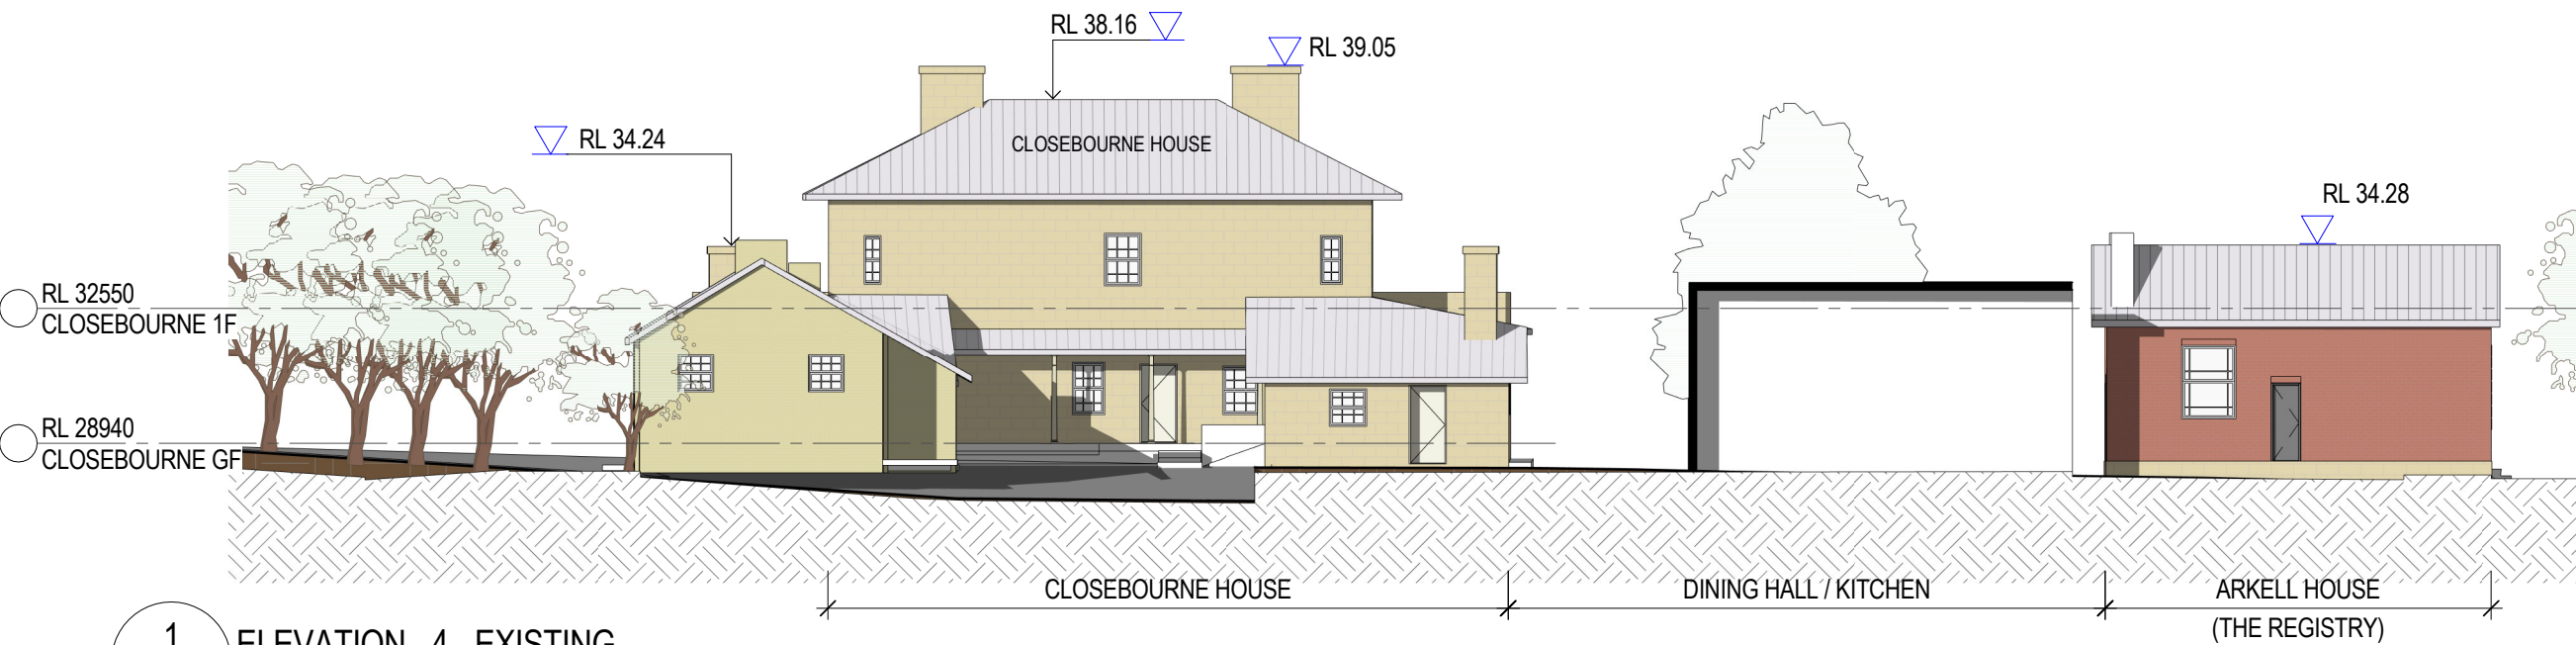 RL 38.16
RL 39.05
RL 34.24
CLOSEBOURNE HOUSE
RL 34.28
RL 32550
CLOSEBOURNE 1F
RL 28940
CLOSEBOURNE GF
CLOSEBOURNE HOUSE
DINING HALL / KITCHEN
ARKELL HOUSE
(THE REGISTRY)
1
ELEVATION 4 EXISTING